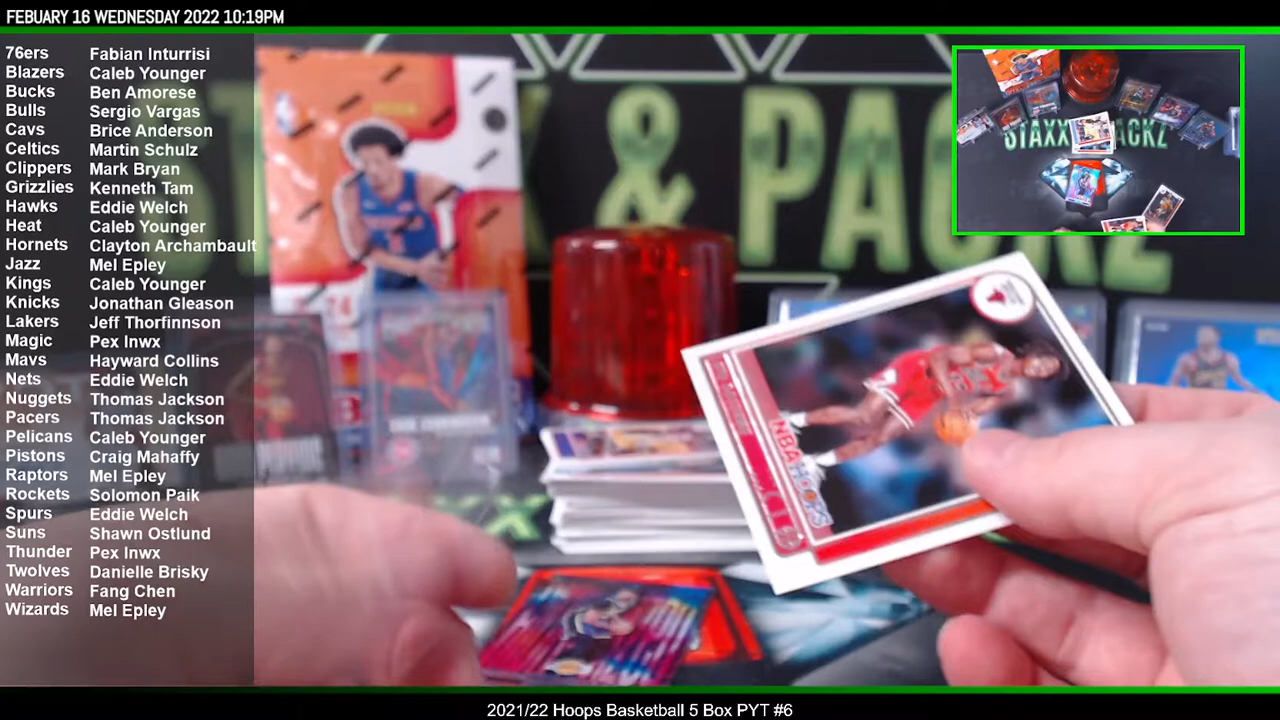 FEBUARY 16 WEDNESDAY 2022 10:19PM
76ers Fabian Inturrisi
Blazers Caleb Younger
Bucks Ben Amorese
Bulls Sergio Vargas
Cavs Brice Anderson
Celtics Martin Schulz
Clippers Mark Bryan
Grizzlies Kenneth Tam
Hawks Eddie Welch
Heat Caleb Younger
Hornets Clayton Archambault
Jazz Mel Epley
Kings Caleb Younger
Knicks Jonathan Gleason
Lakers Jeff Thorfinnson
Magic Pex Inwx
Mavs Hayward Collins
Nets Eddie Welch
Nuggets Thomas Jackson
Pacers Thomas Jackson
Pelicans Caleb Younger
Pistons Craig Mahaffy
Raptors Mel Epley
Rockets Solomon Paik
Spurs Eddie Welch
Suns Shawn Ostlund
Thunder Pex Inwx
Twolves Danielle Brisky
Warriors Fang Chen
Wizards Mel Epley
& PACKZ
STAXX PACKZ
NBA HOOPS
2021/22 Hoops Basketball 5 Box PYT #6